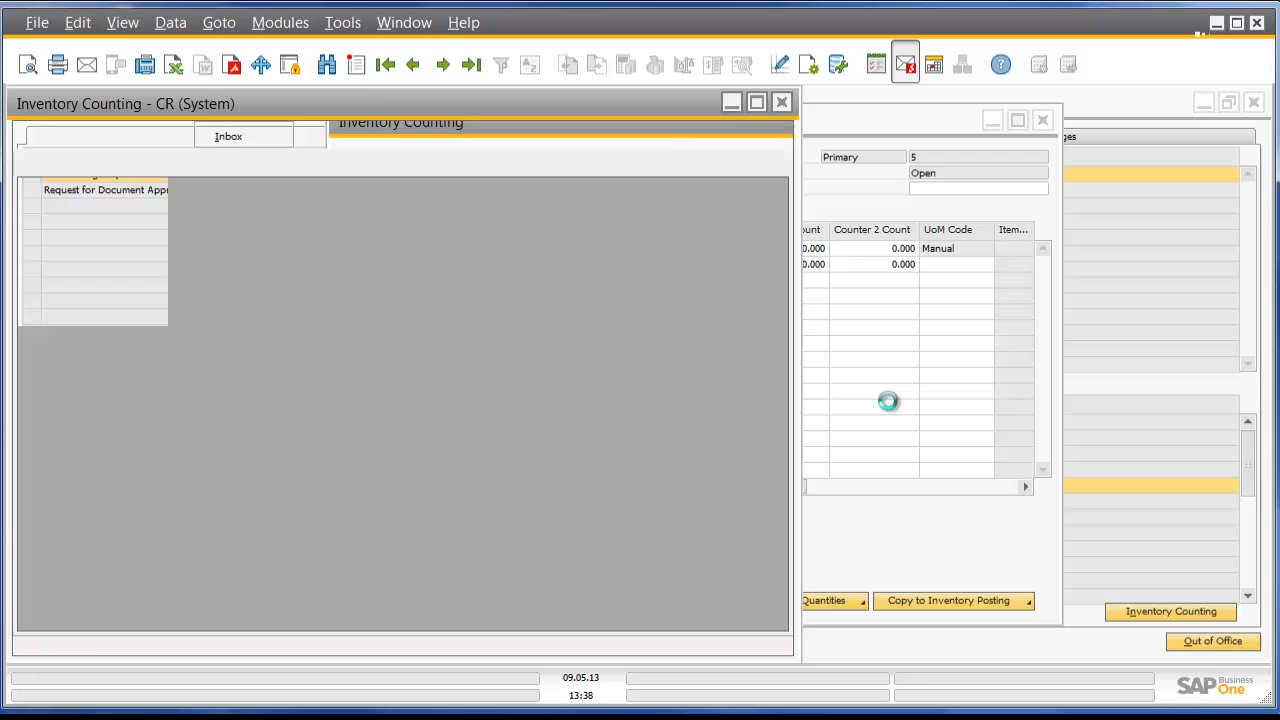 File Edit View Data Goto Modules Tools Window Help
Inventory Counting - CR (System)
Inventory Counting
Inbox
Request for Document Appr
Primary 5
Open
ount Counter 2 Count UoM Code Item...
0.000 0.000 Manual
0.000 0.000
Quantities Copy to Inventory Posting
ges
Inventory Counting
Out of Office
09.05.13
13:38
SAP Business One